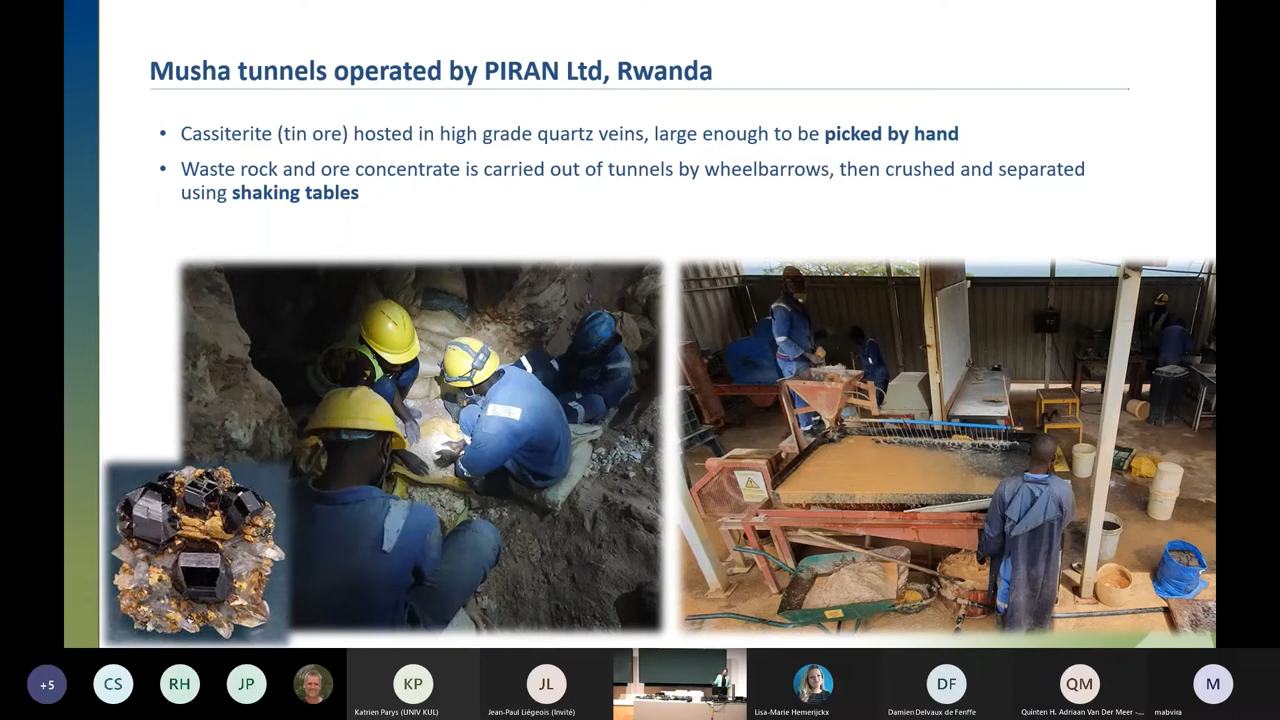 Musha tunnels operated by PIRAN Ltd, Rwanda
• Cassiterite (tin ore) hosted in high grade quartz veins, large enough to be picked by hand
• Waste rock and ore concentrate is carried out of tunnels by wheelbarrows, then crushed and separated
using shaking tables
+5
CS
RH
JP
KP
Katrien Parys (UNIV KUL)
JL
Jean-Paul Liégeois (Invité)
Lisa-Marie Hemerijckx
DF
Damien Delvaux de Fenffe
QM
Quinten H. Adriaan Van Der Meer -...
M
mabvira